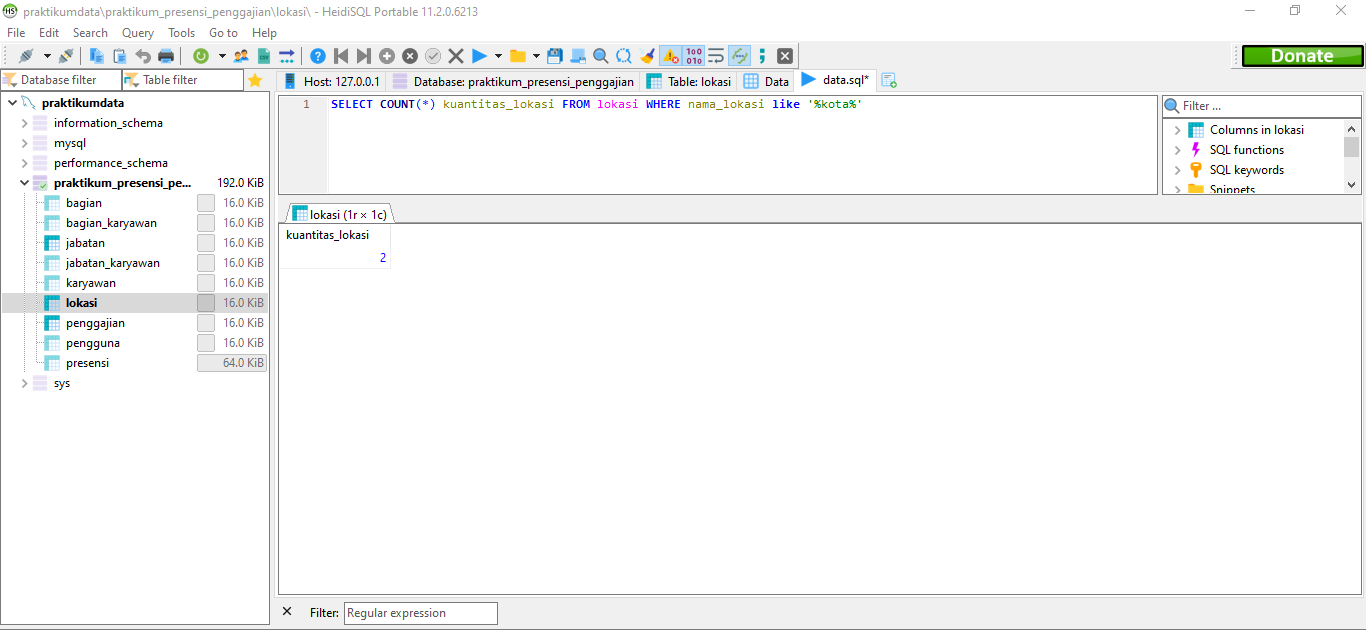 praktikumdata\praktikum_presensi_penggajian\lokasi\ - HeidiSQL Portable 11.2.0.6213
File Edit Search Query Tools Go to Help
Donate
Database filter Table filter
Host: 127.0.0.1 Database: praktikum_presensi_penggajian Table: lokasi Data data.sql*
praktikumdata
information_schema
mysql
performance_schema
praktikum_presensi_pe... 192.0 KiB
bagian 16.0 KiB
bagian_karyawan 16.0 KiB
jabatan 16.0 KiB
jabatan_karyawan 16.0 KiB
karyawan 16.0 KiB
lokasi 16.0 KiB
penggajian 16.0 KiB
pengguna 16.0 KiB
presensi 64.0 KiB
sys
1 SELECT COUNT(*) kuantitas_lokasi FROM lokasi WHERE nama_lokasi like '%kota%'
Filter ...
Columns in lokasi
SQL functions
SQL keywords
Snippets
lokasi (1r × 1c)
kuantitas_lokasi
2
Filter: Regular expression